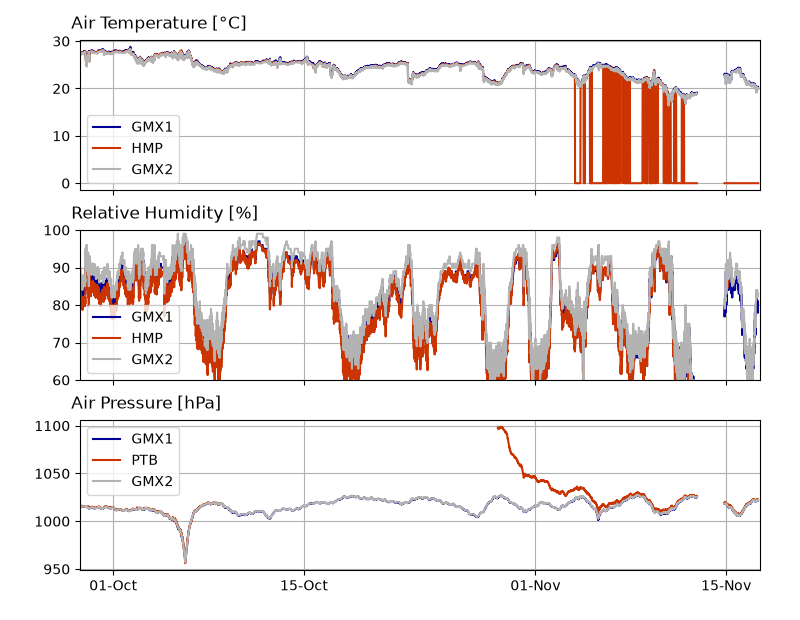 Air Temperature [°C]
30
20
10
0
GMX1
HMP
GMX2
Relative Humidity [%]
100
90
80
70
60
GMX1
HMP
GMX2
Air Pressure [hPa]
1100
1050
1000
950
GMX1
PTB
GMX2
01-Oct
15-Oct
01-Nov
15-Nov